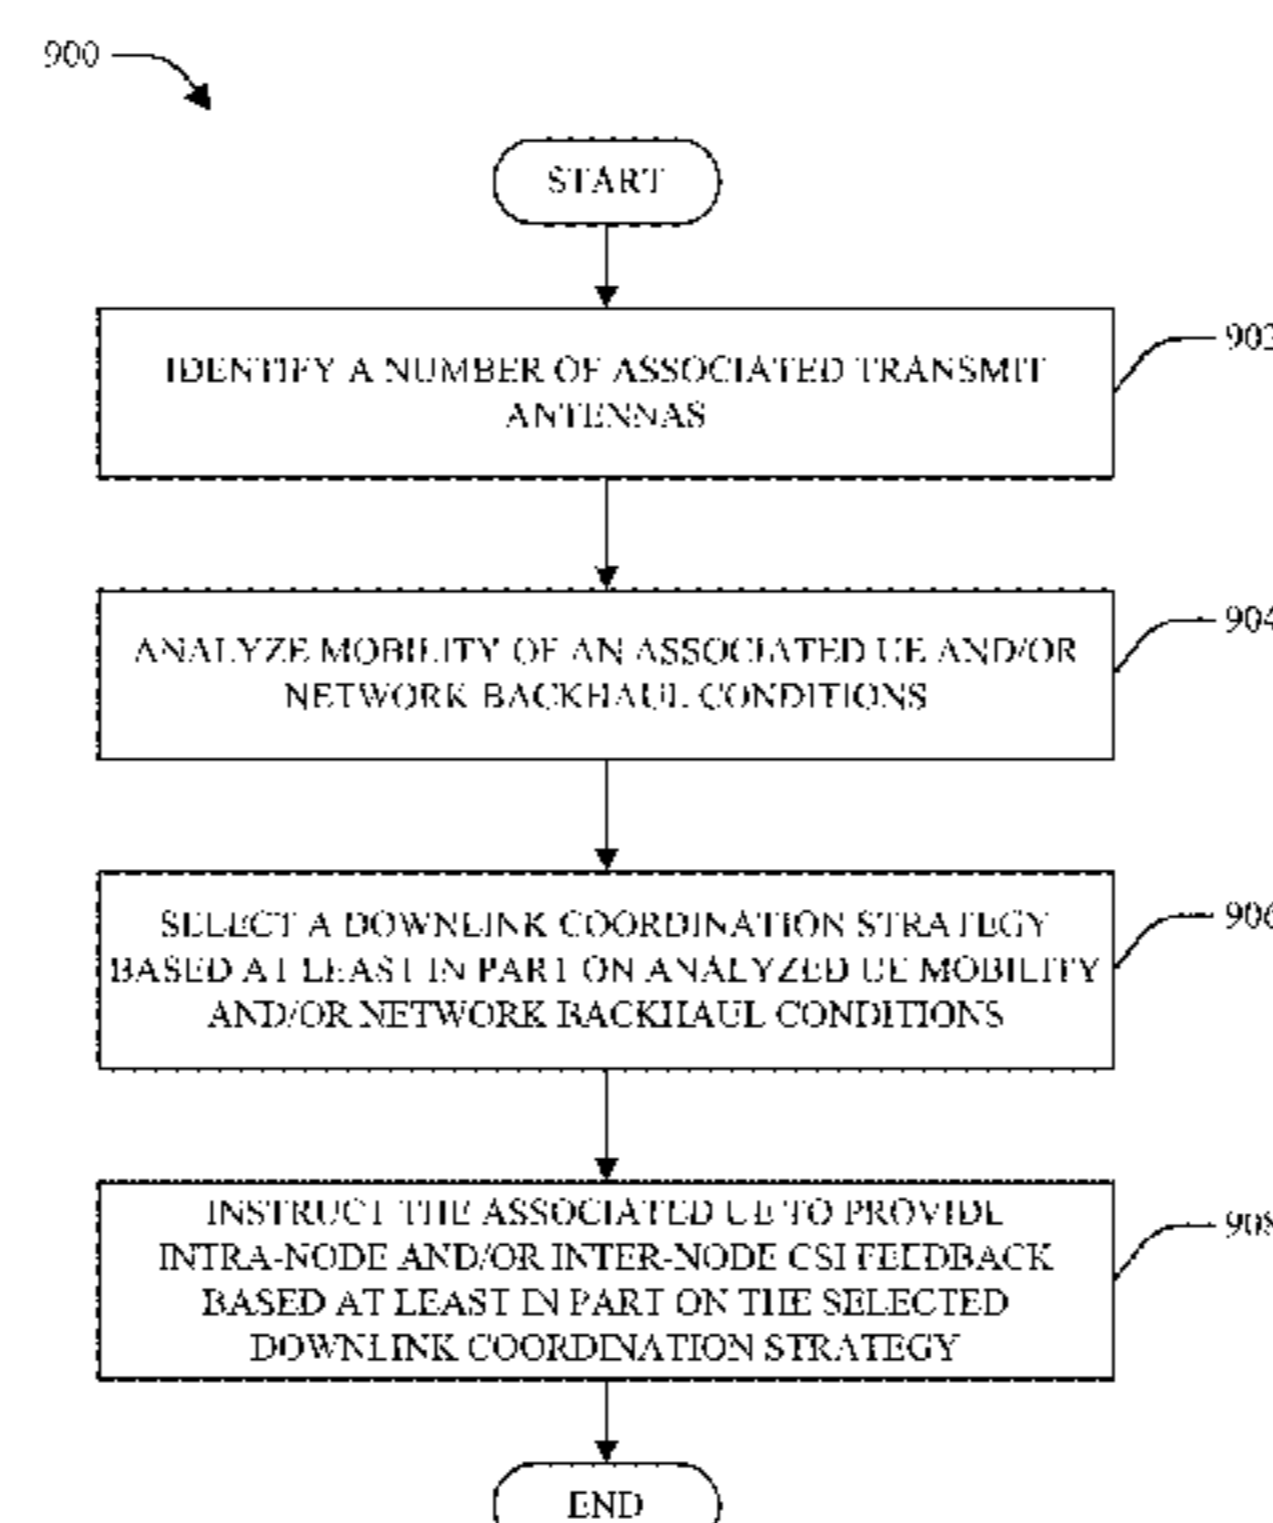 900
START
IDENTIFY A NUMBER OF ASSOCIATED TRANSMIT
ANTENNAS
904
ANALYZE MOBILITY OF AN ASSOCIATED UE AND/OR
NETWORK BACKHAUL CONDITIONS
906
SELECT A DOWNLINK COORDINATION STRATEGY
BASED AT LEAST IN PART ON ANALYZED UE MOBILITY
AND/OR NETWORK BACKHAUL CONDITIONS
908
INSTRUCT THE ASSOCIATED UE TO PROVIDE
INTRA-NODE AND/OR INTER-NODE CSI FEEDBACK
BASED AT LEAST IN PART ON THE SELECTED
DOWNLINK COORDINATION STRATEGY
END